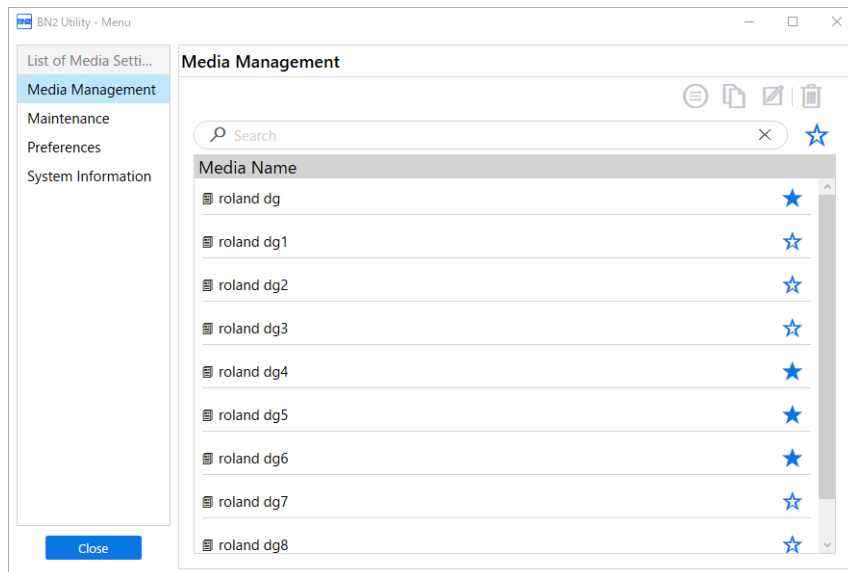 BN2 BN2 Utility - Menu
List of Media Setti...
Media Management
Maintenance
Preferences
System Information
Close
Media Management
Search
Media Name
roland dg
roland dg1
roland dg2
roland dg3
roland dg4
roland dg5
roland dg6
roland dg7
roland dg8